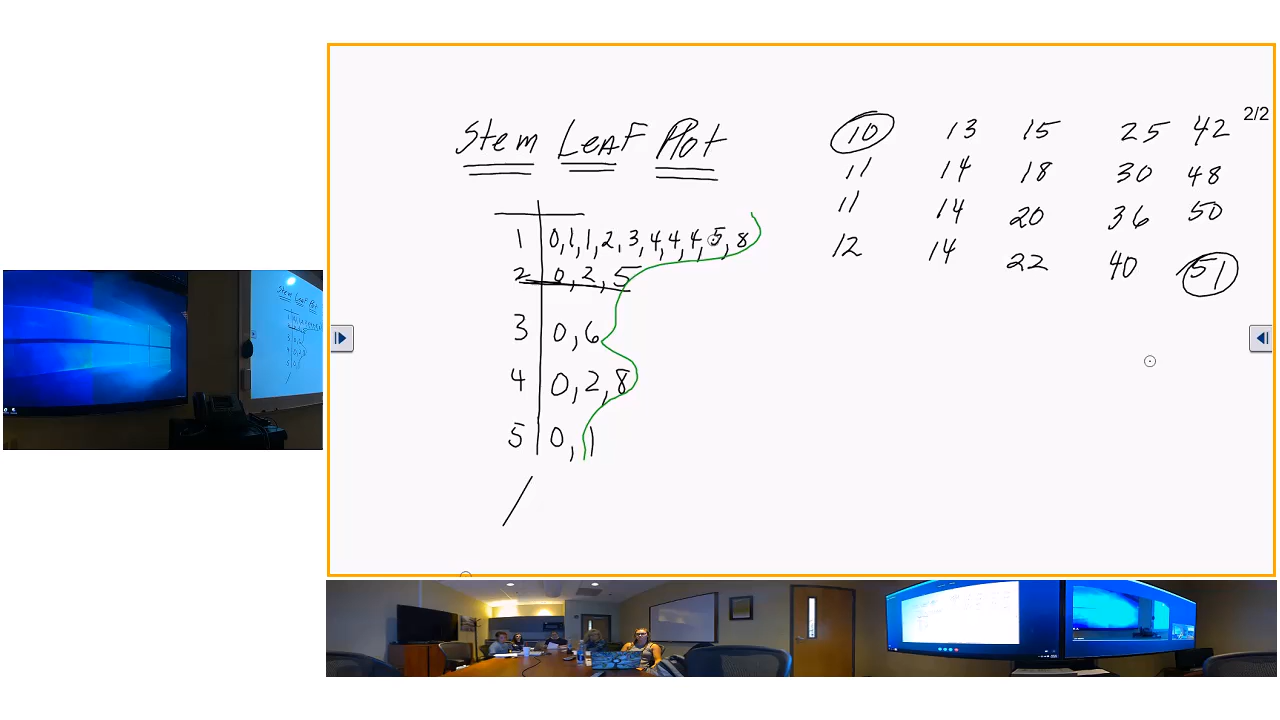 2/2
Stem LeaF Plot
10 13 15 25 42
11 14 18 30 48
11 14 20 36 50
12 14 22 40 51
1 | 0, 1, 1, 2, 3, 4, 4, 4, 5, 8
2 | 0, 2, 5
3 | 0, 6
4 | 0, 2, 8
5 | 0, 1
/